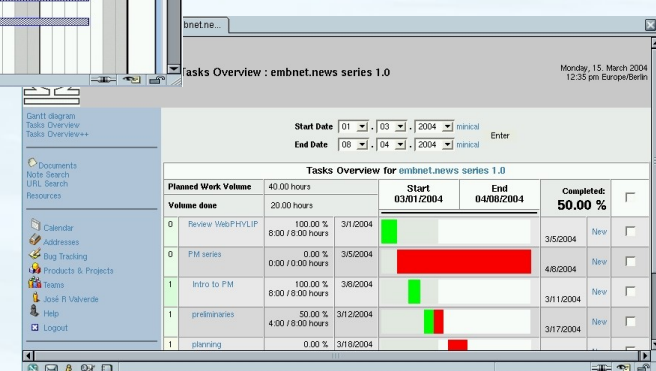 bnet.ne...
Tasks Overview : embnet.news series 1.0
Monday, 15. March 2004
12:35 pm Europe/Berlin
Gantt diagram
Tasks Overview
Tasks Overview++
Documents
Note Search
URL Search
Resources
Calendar
Addresses
Bug Tracking
Products & Projects
Teams
José R Valverde
Help
Logout
Start Date 01 . 03 . 2004 minical
Enter
End Date 08 . 04 . 2004 minical
Tasks Overview for embnet.news series 1.0
Planned Work Volume 40.00 hours
Volume done 20.00 hours
Start 03/01/2004
End 04/08/2004
Completed: 50.00 %
0 Review WebPHYLIP 100.00 % 3/1/2004
8:00 / 8:00 hours 3/5/2004 New
0 PM series 0.00 % 3/5/2004
0:00 / 0:00 hours 4/8/2004 New
1 Intro to PM 100.00 % 3/8/2004
8:00 / 8:00 hours 3/11/2004 New
1 preliminaries 50.00 % 3/12/2004
4:00 / 8:00 hours 3/17/2004 New
1 planning 0.00 % 3/18/2004